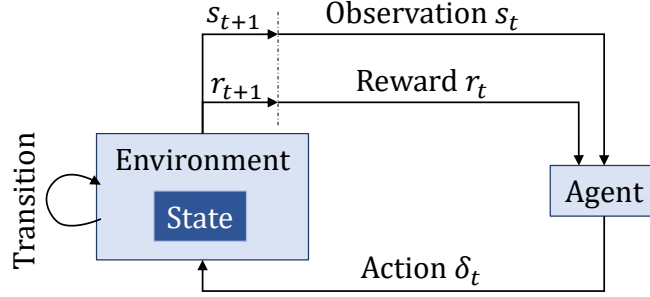 s_{t+1} Observation s_t
r_{t+1} Reward r_t
Environment
State
Transition
Agent
Action δ_t